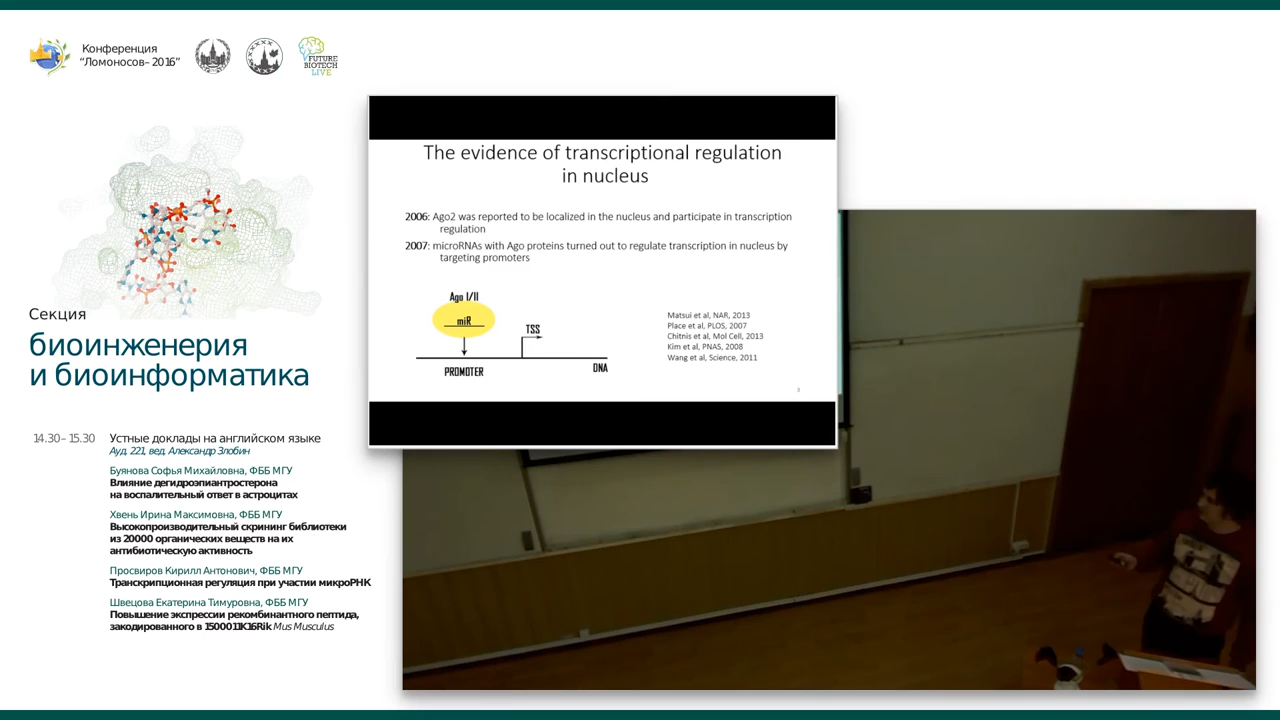 Конференция
“Ломоносов– 2016”
FUTURE
BIOTECH
LIVE
Секция
биоинженерия
и биоинформатика
14.30– 15.30 Устные доклады на английском языке
Ауд. 221, вед. Александр Злобин
Буянова Софья Михайловна, ФББ МГУ
Влияние дегидроэпиантростерона
на воспалительный ответ в астроцитах
Хвень Ирина Максимовна, ФББ МГУ
Высокопроизводительный скрининг библиотеки
из 20000 органических веществ на их
антибиотическую активность
Просвиров Кирилл Антонович, ФББ МГУ
Транскрипционная регуляция при участии микроРНК
Швецова Екатерина Тимуровна, ФББ МГУ
Повышение экспрессии рекомбинантного пептида,
закодированного в 1500011K16Rik Mus Musculus
The evidence of transcriptional regulation
in nucleus
2006: Ago2 was reported to be localized in the nucleus and participate in transcription
regulation
2007: microRNAs with Ago proteins turned out to regulate transcription in nucleus by
targeting promoters
Ago I/II
miR
TSS
PROMOTER
DNA
Matsui et al, NAR, 2013
Place et al, PLOS, 2007
Chitnis et al, Mol Cell, 2013
Kim et al, PNAS, 2008
Wang et al, Science, 2011